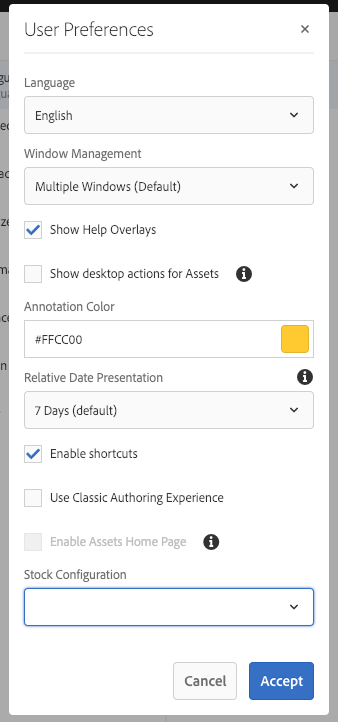 User Preferences
Language
English
Window Management
Multiple Windows (Default)
Show Help Overlays
Show desktop actions for Assets
Annotation Color
#FFCC00
Relative Date Presentation
7 Days (default)
Enable shortcuts
Use Classic Authoring Experience
Enable Assets Home Page
Stock Configuration
Cancel Accept